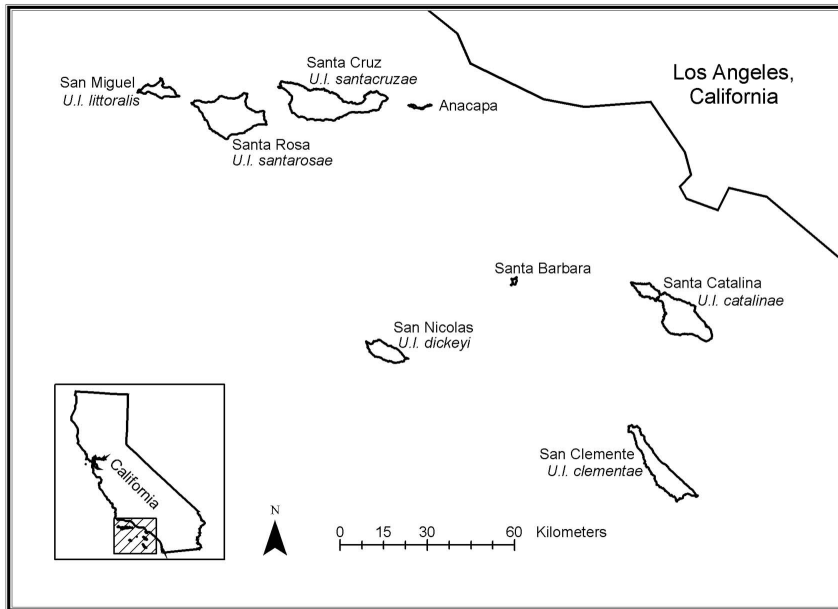 Los Angeles,
California
Santa Cruz
U.l. santacruzae
San Miguel
U.l. littoralis
Anacapa
Santa Rosa
U.l. santarosae
Santa Barbara
Santa Catalina
U.l. catalinae
San Nicolas
U.l. dickeyi
San Clemente
U.l. clementae
California
N
0 15 30 60 Kilometers